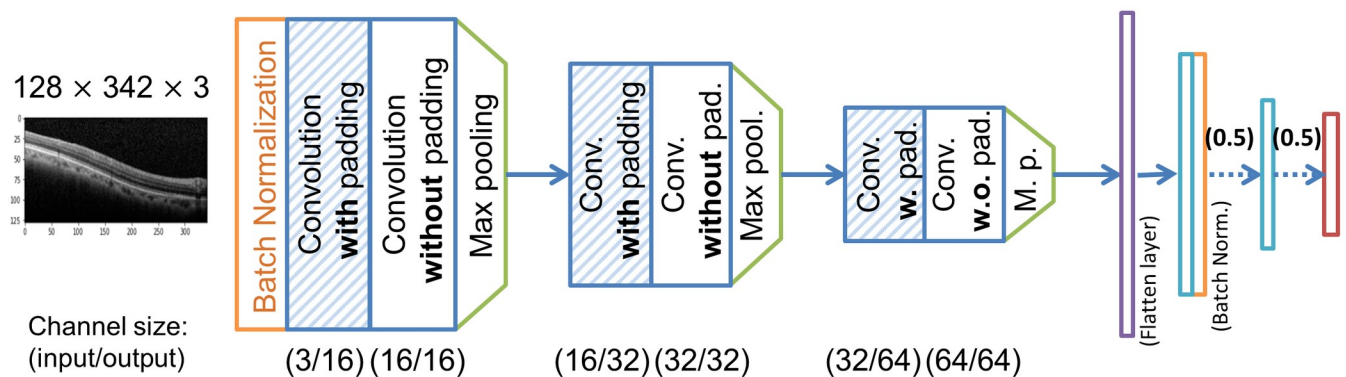 128 × 342 × 3
0
25
50
75
100
125
0 50 100 150 200 250 300
Channel size:
(input/output)
Batch Normalization
Convolution
with padding
Convolution
without padding
Max pooling
(3/16) (16/16)
Conv.
with padding
Conv.
without pad.
Max pool.
(16/32) (32/32)
Conv.
w. pad.
Conv.
w.o. pad.
M. p.
(32/64) (64/64)
(Flatten layer)
(Batch Norm.)
(0.5) (0.5)